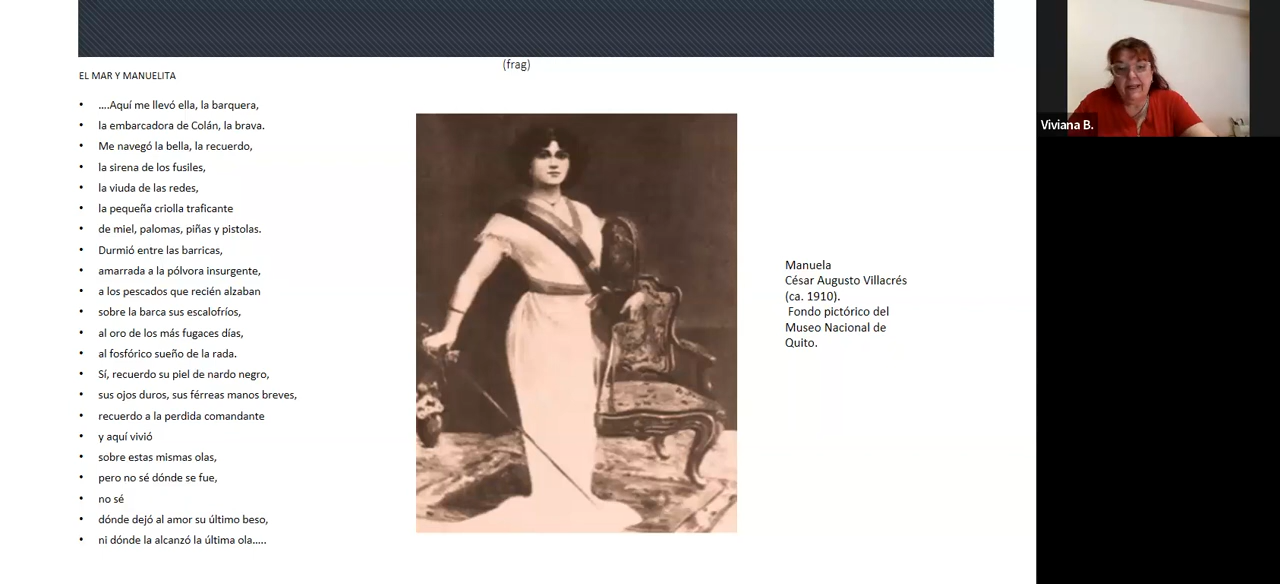 (frag)
EL MAR Y MANUELITA
• ....Aquí me llevó ella, la barquera,
• la embarcadora de Colán, la brava.
• Me navegó la bella, la recuerdo,
• la sirena de los fusiles,
• la viuda de las redes,
• la pequeña criolla traficante
• de miel, palomas, piñas y pistolas.
• Durmió entre las barricas,
• amarrada a la pólvora insurgente,
• a los pescados que recién alzaban
• sobre la barca sus escalofríos,
• al oro de los más fugaces días,
• al fosfórico sueño de la rada.
• Sí, recuerdo su piel de nardo negro,
• sus ojos duros, sus férreas manos breves,
• recuerdo a la perdida comandante
• y aquí vivió
• sobre estas mismas olas,
• pero no sé dónde se fue,
• no sé
• dónde dejó al amor su último beso,
• ni dónde la alcanzó la última ola.....
Manuela
César Augusto Villacrés
(ca. 1910).
Fondo pictórico del
Museo Nacional de
Quito.
Viviana B.